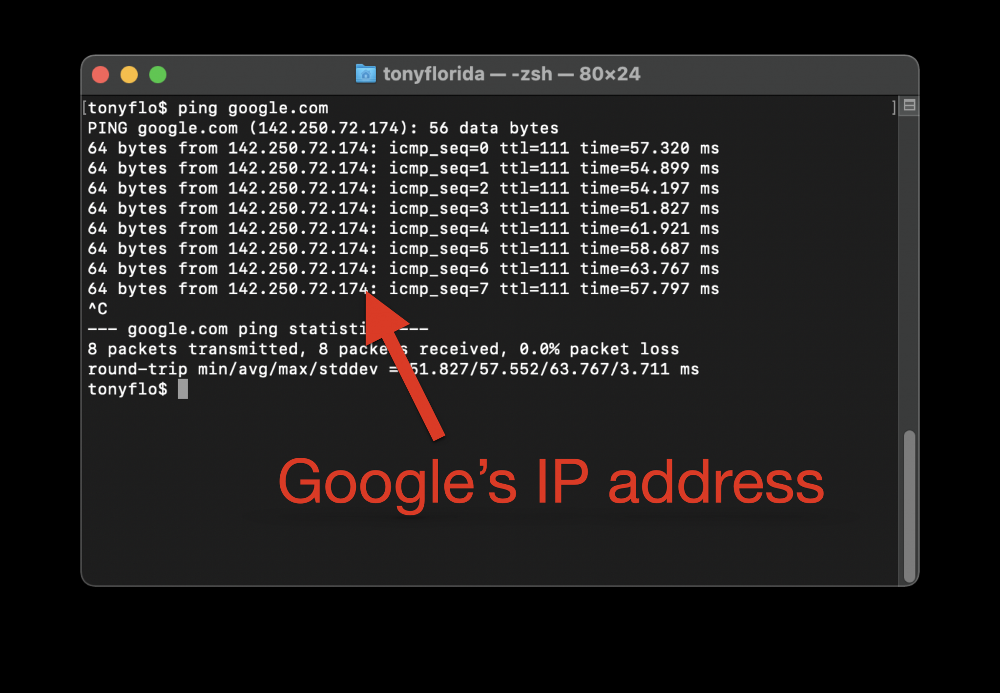 tonyflorida — -zsh — 80×24
[tonyflo$ ping google.com ]
PING google.com (142.250.72.174): 56 data bytes
64 bytes from 142.250.72.174: icmp_seq=0 ttl=111 time=57.320 ms
64 bytes from 142.250.72.174: icmp_seq=1 ttl=111 time=54.899 ms
64 bytes from 142.250.72.174: icmp_seq=2 ttl=111 time=54.197 ms
64 bytes from 142.250.72.174: icmp_seq=3 ttl=111 time=51.827 ms
64 bytes from 142.250.72.174: icmp_seq=4 ttl=111 time=61.921 ms
64 bytes from 142.250.72.174: icmp_seq=5 ttl=111 time=58.687 ms
64 bytes from 142.250.72.174: icmp_seq=6 ttl=111 time=63.767 ms
64 bytes from 142.250.72.174: icmp_seq=7 ttl=111 time=57.797 ms
^C
--- google.com ping statistics ---
8 packets transmitted, 8 packets received, 0.0% packet loss
round-trip min/avg/max/stddev = 51.827/57.552/63.767/3.711 ms
tonyflo$
Google’s IP address